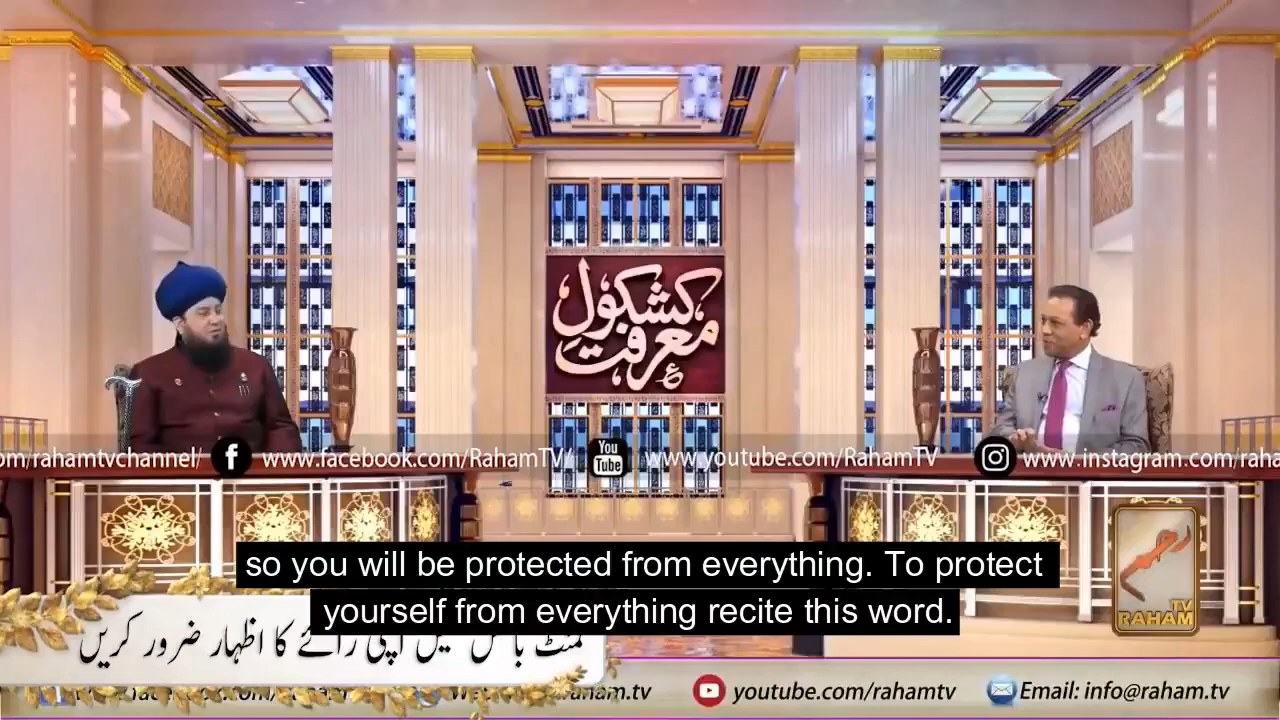 کشکولِ
معرفت
om/rahamtvchannel/
www.facebook.com/RahamTV/
You
Tube
www.youtube.com/RahamTV
www.instagram.com/raha
so you will be protected from everything. To protect
yourself from everything recite this word.
اپنی رائے کا اظہار ضرور کریں
TV
RAHAM
youtube.com/rahamtv
Email: info@raham.tv